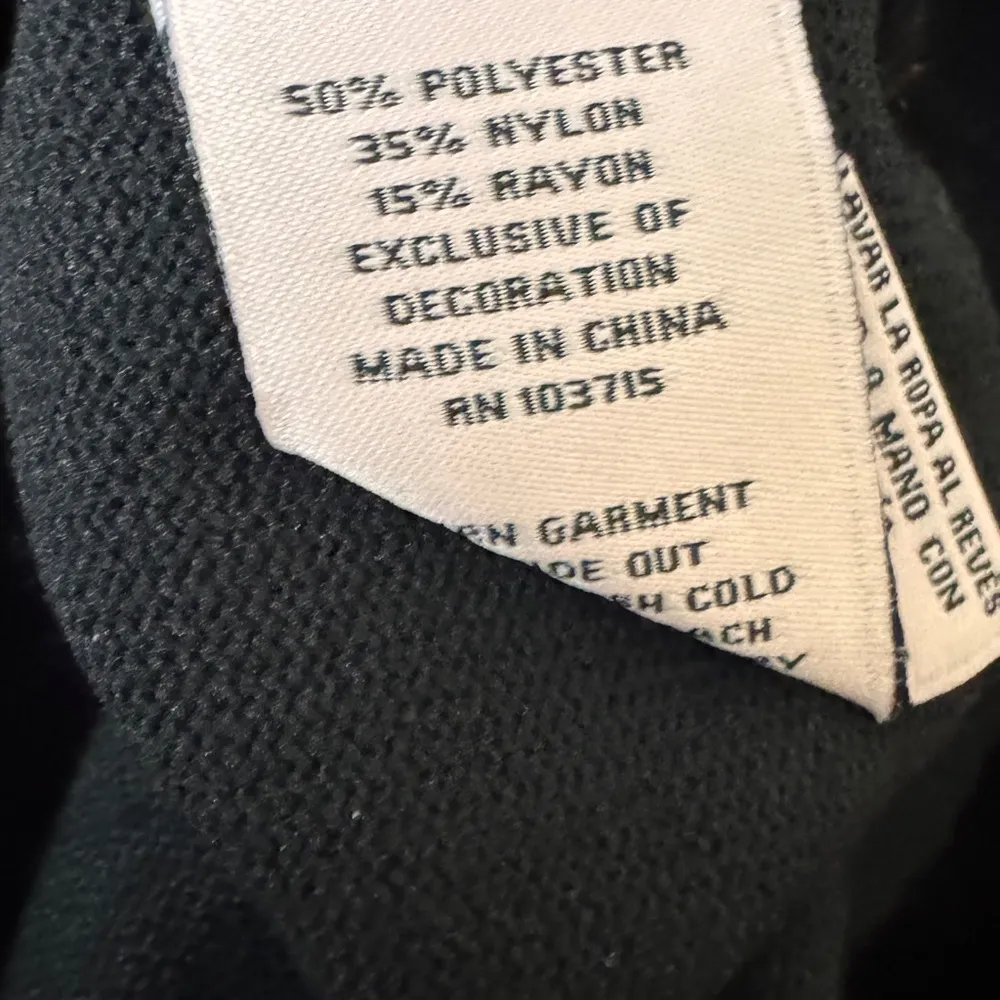 50% POLYESTER
35% NYLON
15% RAYON
EXCLUSIVE OF
DECORATION
MADE IN CHINA
RN 103715
GARMENT
OUT
COLD
LAVAR LA ROPA AL REVÉS
A MANO CON